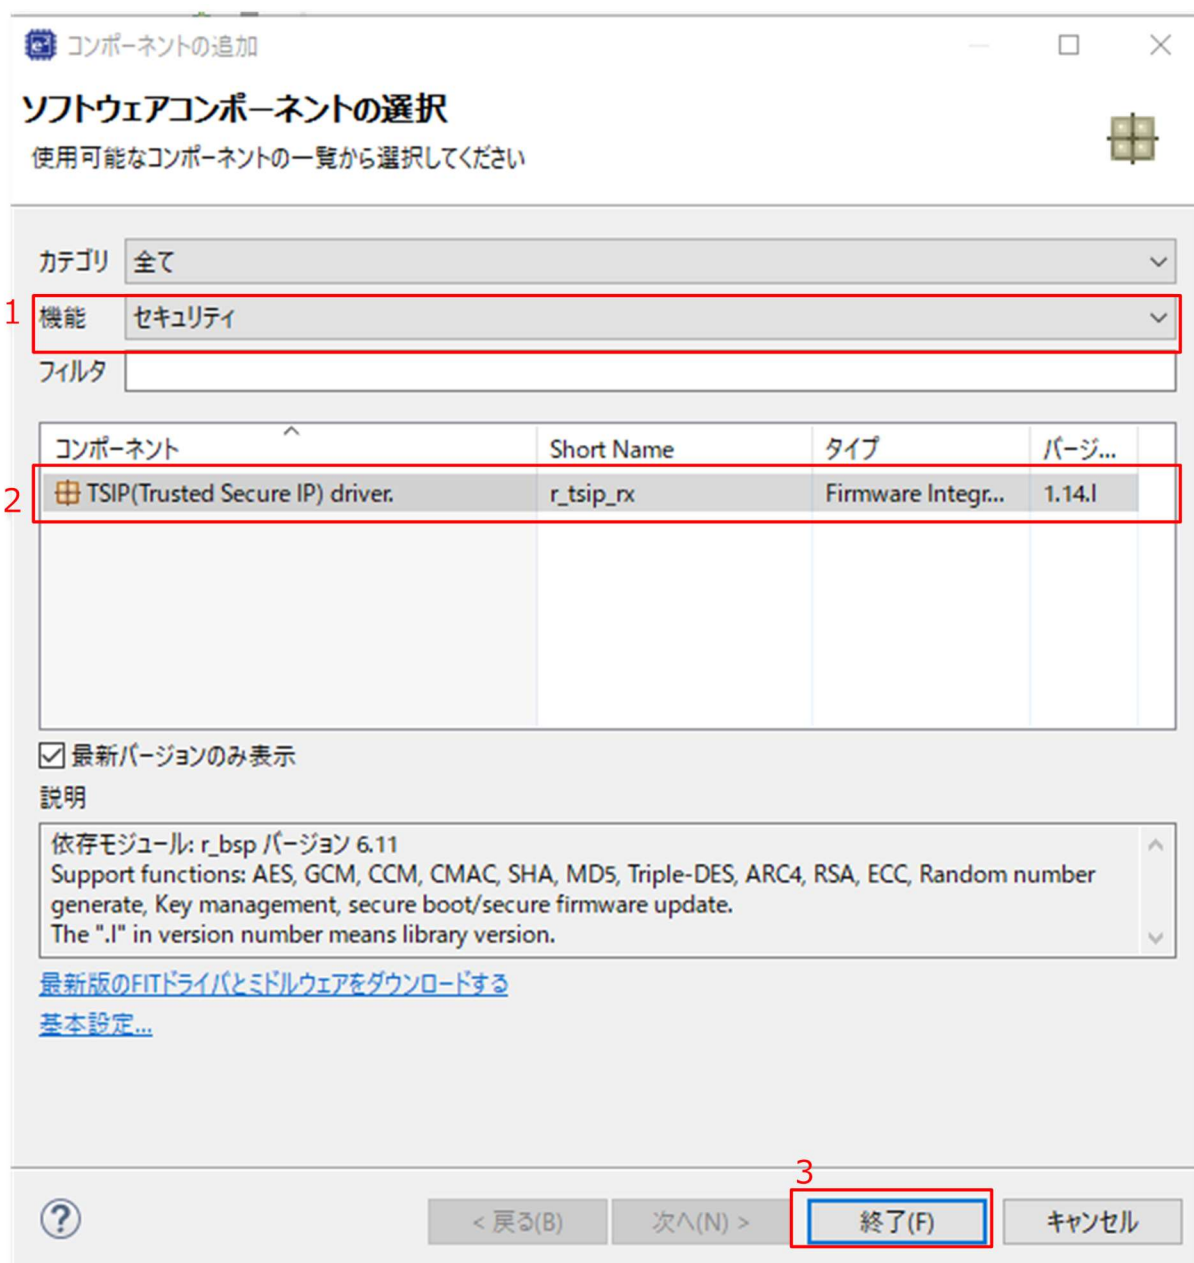 コンポーネントの追加
ソフトウェアコンポーネントの選択
使用可能なコンポーネントの一覧から選択してください
カテゴリ 全て
1 機能 セキュリティ
フィルタ
コンポーネント Short Name タイプ バージ...
2 TSIP(Trusted Secure IP) driver. r_tsip_rx Firmware Integr... 1.14.l
最新バージョンのみ表示
説明
依存モジュール: r_bsp バージョン 6.11
Support functions: AES, GCM, CCM, CMAC, SHA, MD5, Triple-DES, ARC4, RSA, ECC, Random number
generate, Key management, secure boot/secure firmware update.
The ".l" in version number means library version.
最新版のFITドライバとミドルウェアをダウンロードする
基本設定...
3
? < 戻る(B) 次へ(N) > 終了(F) キャンセル